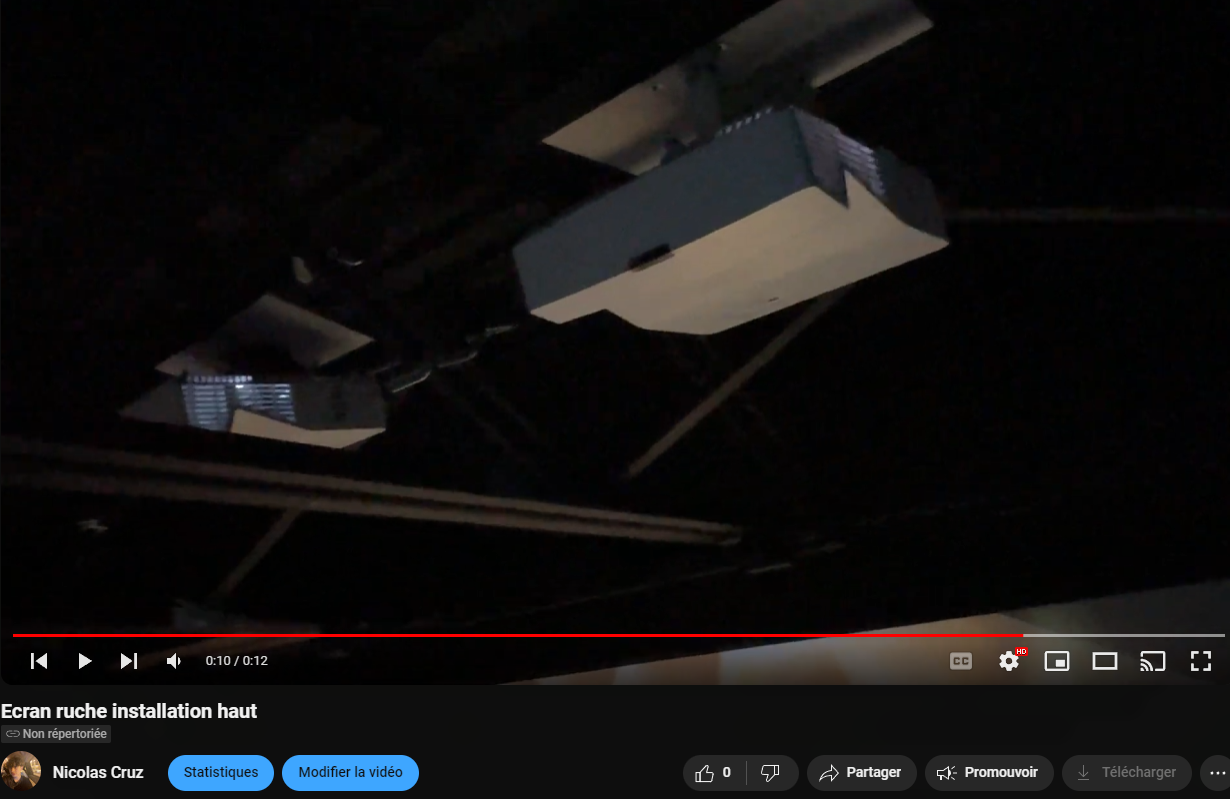 0:10 / 0:12
CC
HD
Ecran ruche installation haut
Non répertoriée
Nicolas Cruz
Statistiques
Modifier la vidéo
0
Partager
Promouvoir
Télécharger